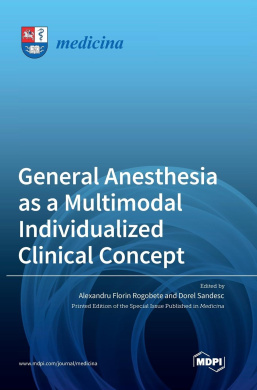 medicina
General Anesthesia
as a Multimodal
Individualized
Clinical Concept
Edited by
Alexandru Florin Rogobete and Dorel Sandesc
Printed Edition of the Special Issue Published in Medicina
www.mdpi.com/journal/medicina
MDPI